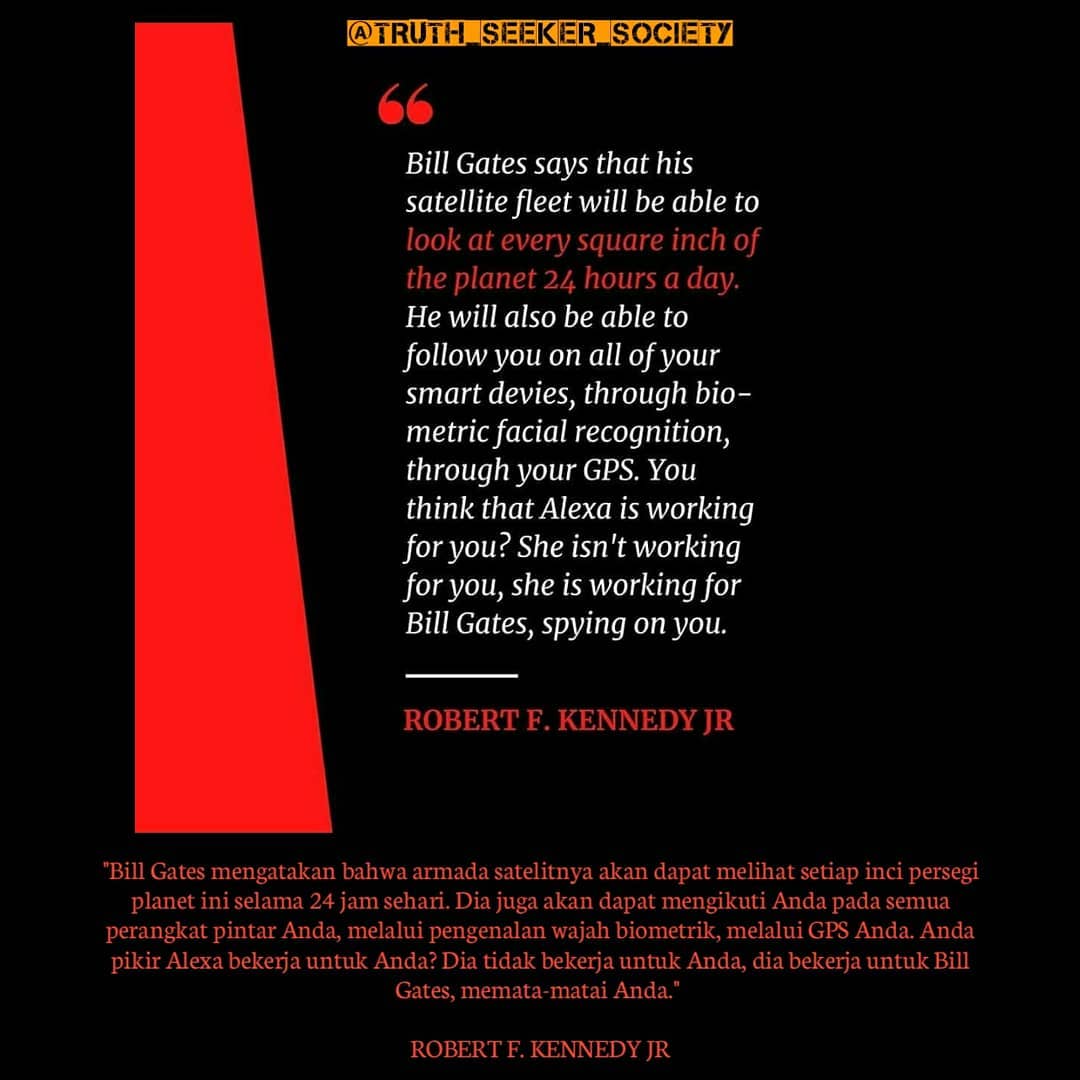 @TRUTH_SEEKER_SOCIETY
“
Bill Gates says that his
satellite fleet will be able to
look at every square inch of
the planet 24 hours a day.
He will also be able to
follow you on all of your
smart devies, through bio-
metric facial recognition,
through your GPS. You
think that Alexa is working
for you? She isn't working
for you, she is working for
Bill Gates, spying on you.
ROBERT F. KENNEDY JR
"Bill Gates mengatakan bahwa armada satelitnya akan dapat melihat setiap inci persegi
planet ini selama 24 jam sehari. Dia juga akan dapat mengikuti Anda pada semua
perangkat pintar Anda, melalui pengenalan wajah biometrik, melalui GPS Anda. Anda
pikir Alexa bekerja untuk Anda? Dia tidak bekerja untuk Anda, dia bekerja untuk Bill
Gates, memata-matai Anda."
ROBERT F. KENNEDY JR